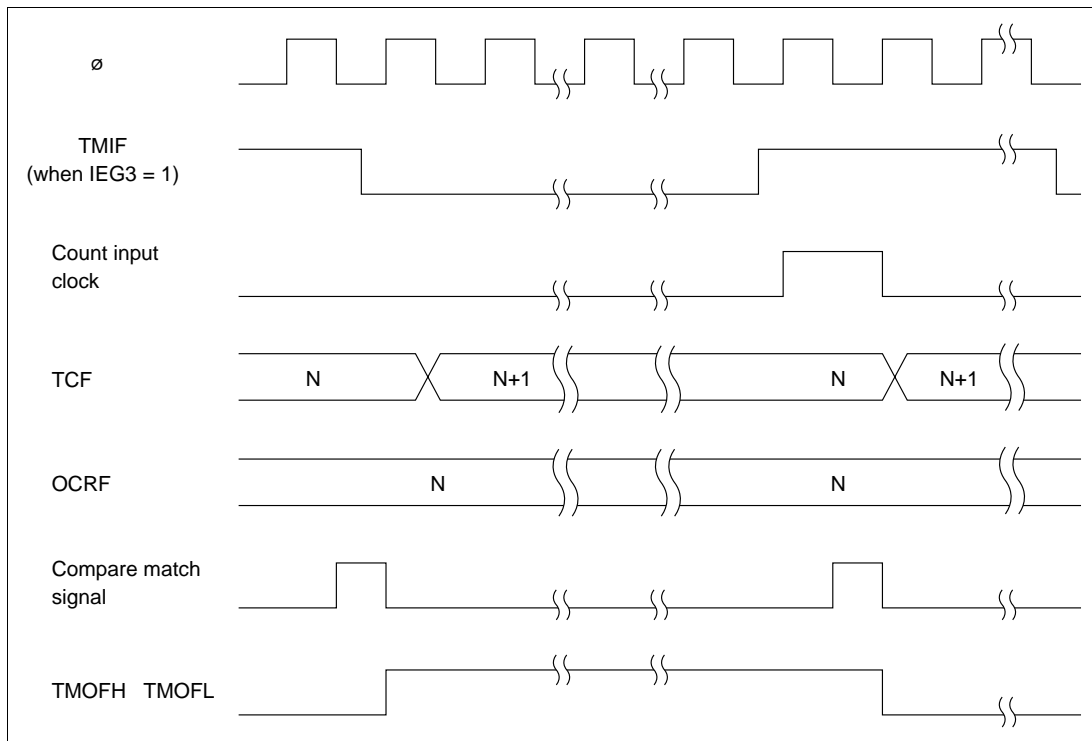 ø
TMIF
(when IEG3 = 1)
Count input
clock
TCF
N
N+1
N
N+1
OCRF
N
N
Compare match
signal
TMOFH TMOFL